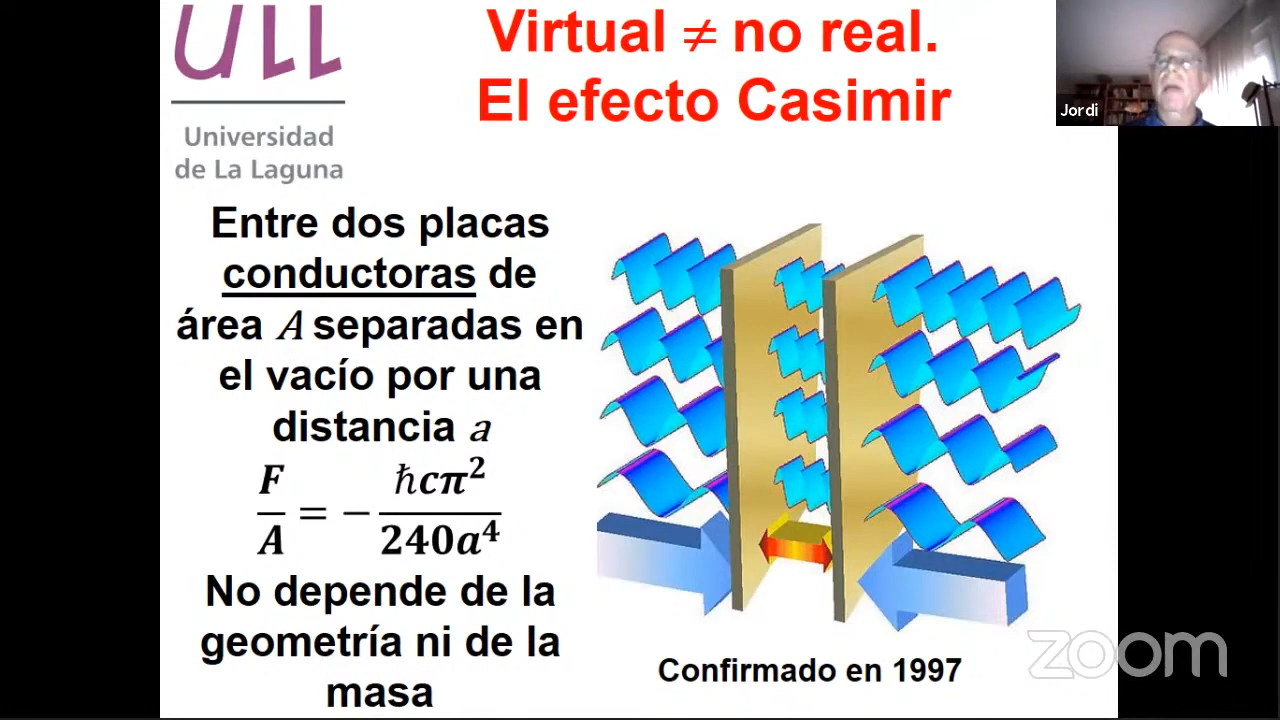 ULL
Universidad
de La Laguna
Virtual ≠ no real.
El efecto Casimir
Jordi
Entre dos placas
conductoras de
área A separadas en
el vacío por una
distancia a
F/A = − ℏcπ²/240a⁴
No depende de la
geometría ni de la
masa
Confirmado en 1997
zoom